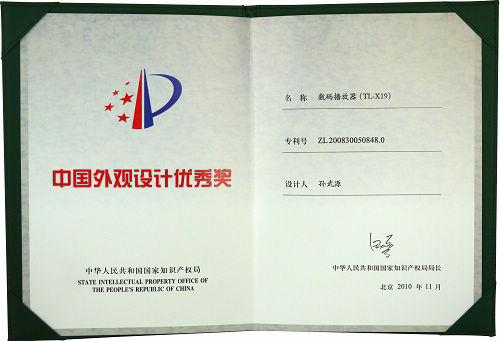 中国外观设计优秀奖
中华人民共和国国家知识产权局
STATE INTELLECTUAL PROPERTY OFFICE OF
THE PEOPLE'S REPUBLIC OF CHINA
名 称 数码播放器(TL-X19)
专利号 ZL200830050848.0
设计人 孙式源
中华人民共和国国家知识产权局局长
北京 2010 年 11 月